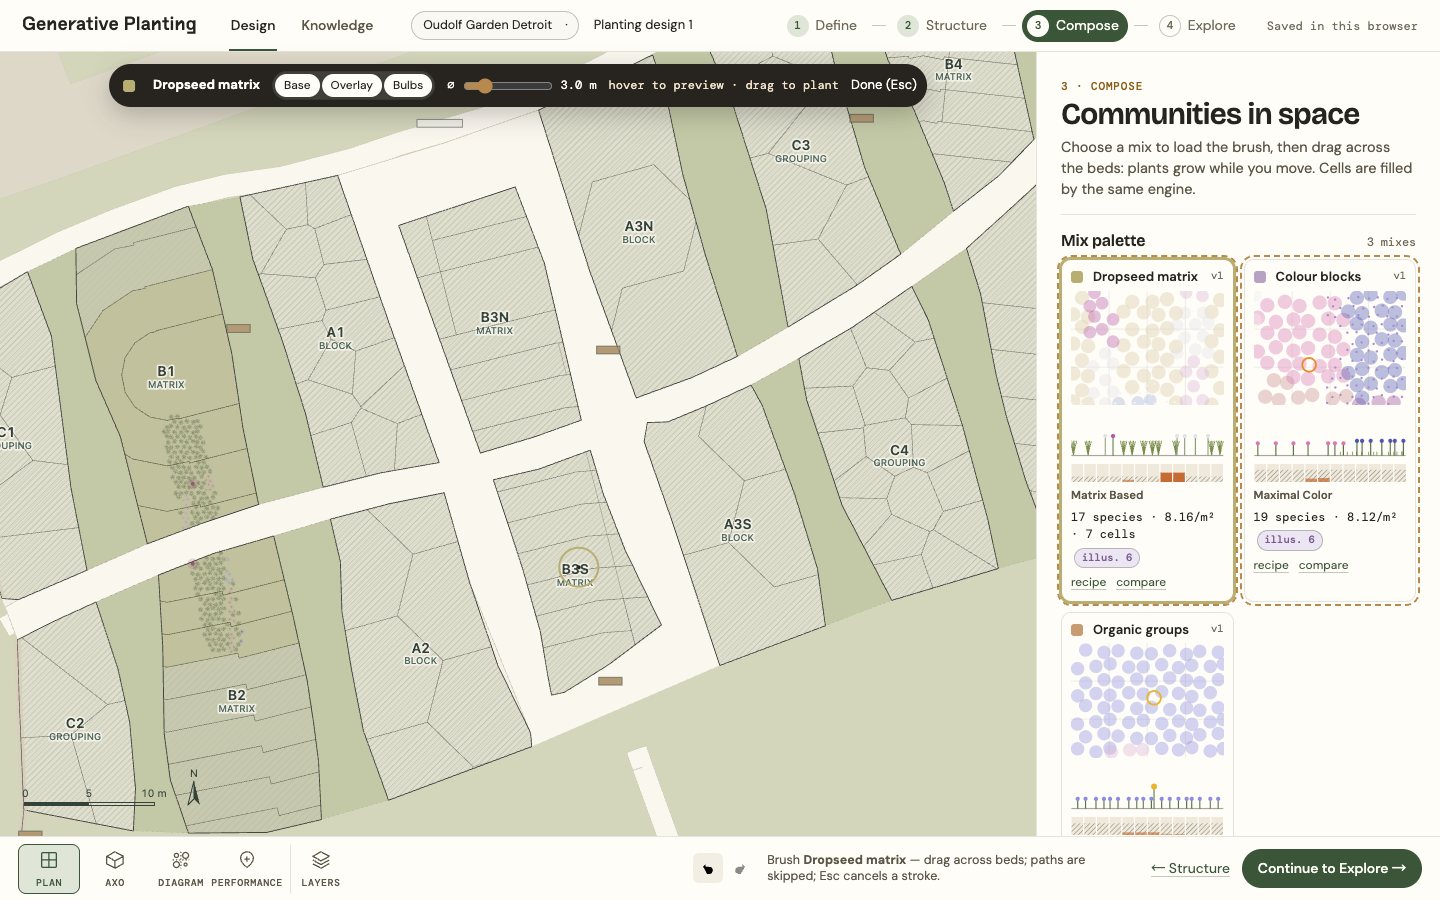 Generative Planting
Design
Knowledge
Oudolf Garden Detroit ·
Planting design 1
1 Define
2 Structure
3 Compose
4 Explore
Saved in this browser
Dropseed matrix
Base
Overlay
Bulbs
⌀
3.0 m
hover to preview · drag to plant
Done (Esc)
B4
MATRIX
C3
GROUPING
A3N
BLOCK
B3N
MATRIX
A1
BLOCK
B1
MATRIX
C1
OUPING
C4
GROUPING
A3S
BLOCK
B3S
MATRIX
A2
BLOCK
B2
MATRIX
C2
GROUPING
N
0 5 10 m
3 · COMPOSE
Communities in space
Choose a mix to load the brush, then drag across
the beds: plants grow while you move. Cells are filled
by the same engine.
Mix palette
3 mixes
Dropseed matrix v1
Matrix Based
17 species · 8.16/m²
· 7 cells
illus. 6
recipe compare
Colour blocks v1
Maximal Color
19 species · 8.12/m²
illus. 6
recipe compare
Organic groups v1
PLAN
AXO
DIAGRAM
PERFORMANCE
LAYERS
Brush Dropseed matrix — drag across beds; paths are
skipped; Esc cancels a stroke.
← Structure
Continue to Explore →